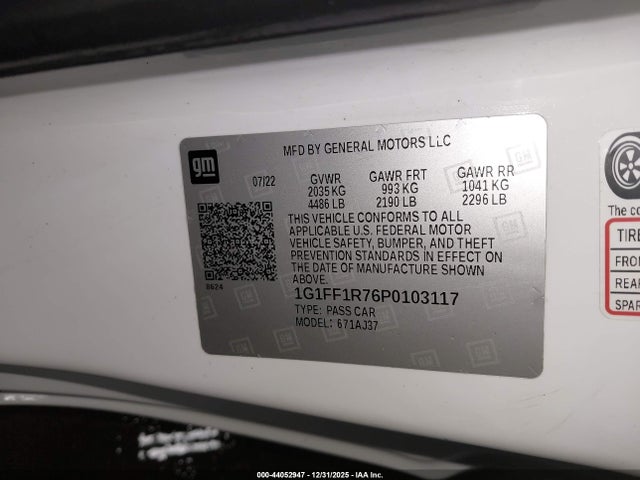 gm
MFD BY GENERAL MOTORS LLC
07/22 GVWR GAWR FRT GAWR RR
2035 KG 993 KG 1041 KG
4486 LB 2190 LB 2296 LB
THIS VEHICLE CONFORMS TO ALL
APPLICABLE U.S. FEDERAL MOTOR
VEHICLE SAFETY, BUMPER, AND THEFT
PREVENTION STANDARDS IN EFFECT ON
THE DATE OF MANUFACTURE SHOWN
ABOVE.
8624
1G1FF1R76P0103117
TYPE: PASS CAR
MODEL: 671AJ37
The co
TIRE
FRON
REAR
SPAR
000-44052947 - 12/31/2025 - IAA Inc.